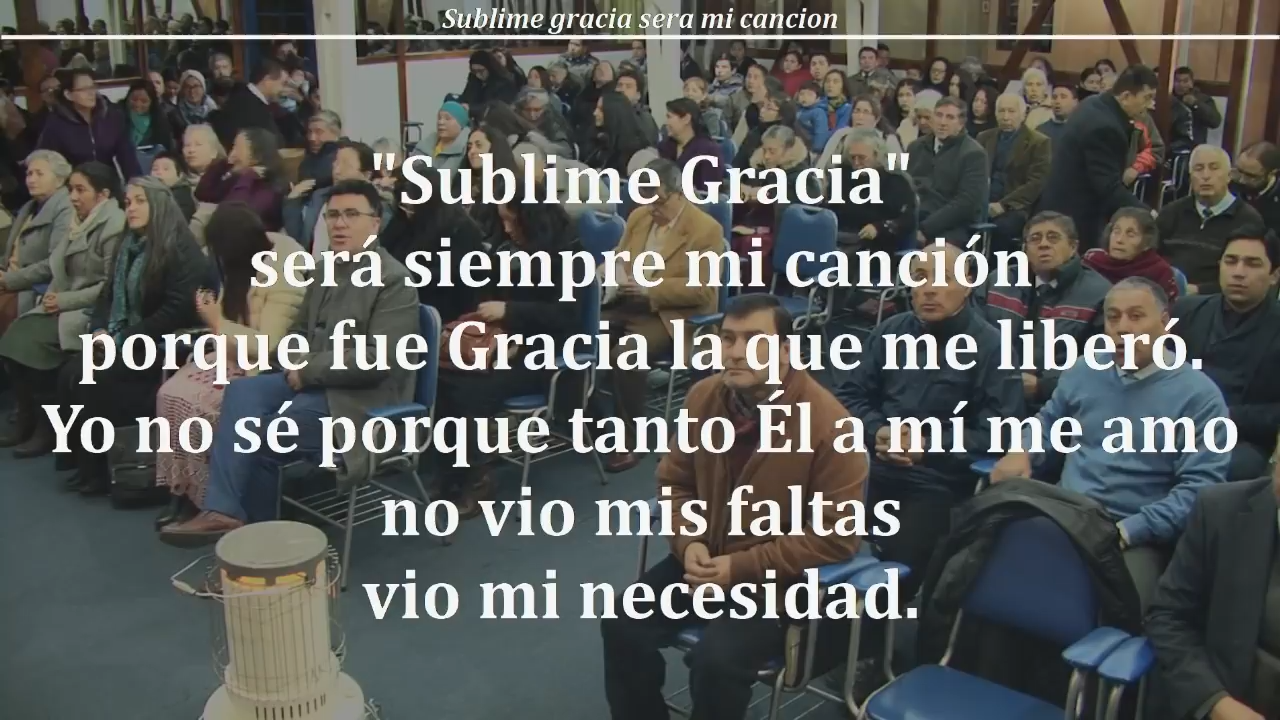 Sublime gracia sera mi cancion
"Sublime Gracia"
será siempre mi canción
porque fue Gracia la que me liberó.
Yo no sé porque tanto Él a mí me amo
no vio mis faltas
vio mi necesidad.